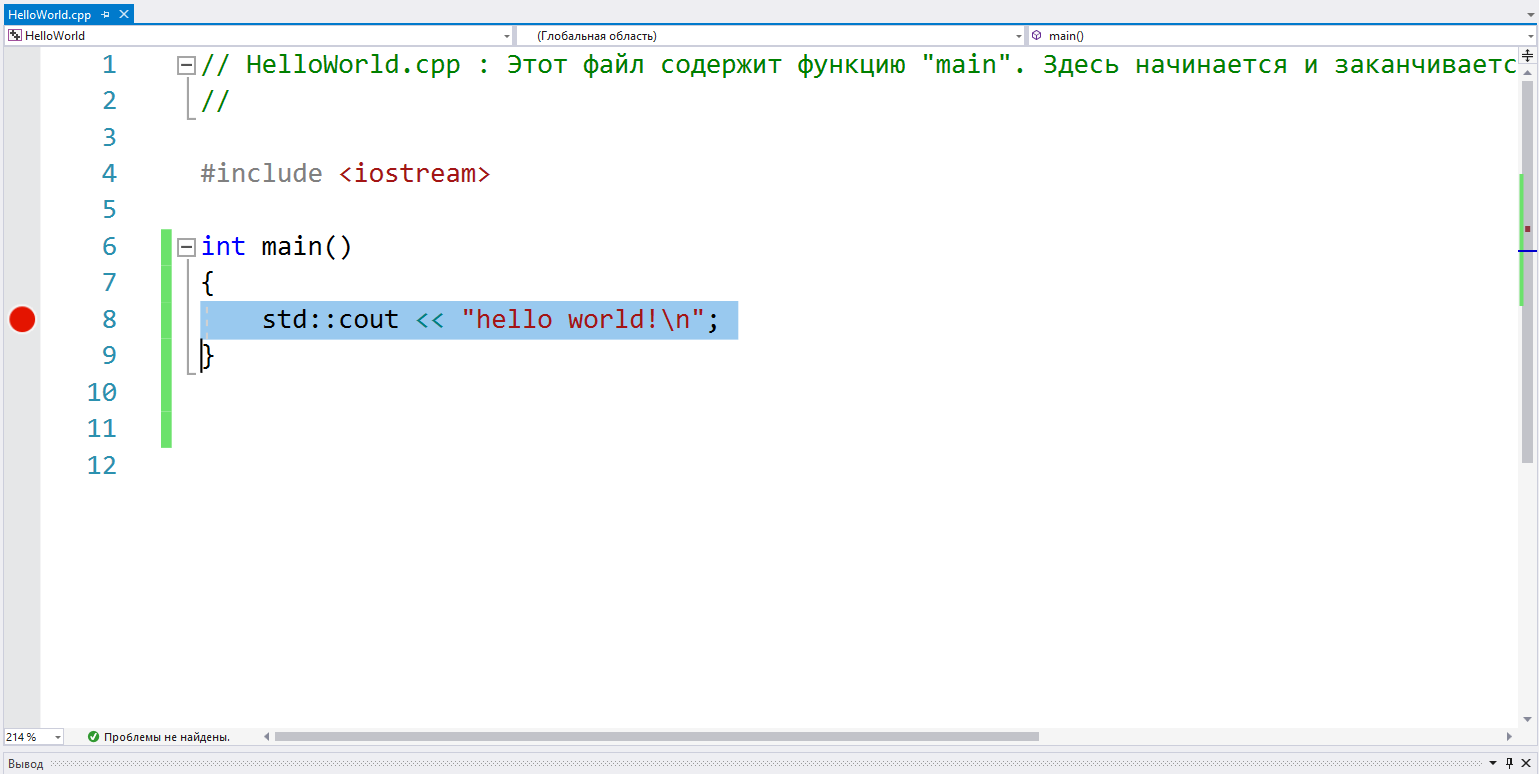 HelloWorld.cpp
HelloWorld (Глобальная область) main()
1 // HelloWorld.cpp : Этот файл содержит функцию "main". Здесь начинается и заканчиваетс
2 //
3
4 #include <iostream>
5
6 int main()
7 {
8 std::cout << "hello world!\n";
9 }
10
11
12
214 % Проблемы не найдены.
Вывод